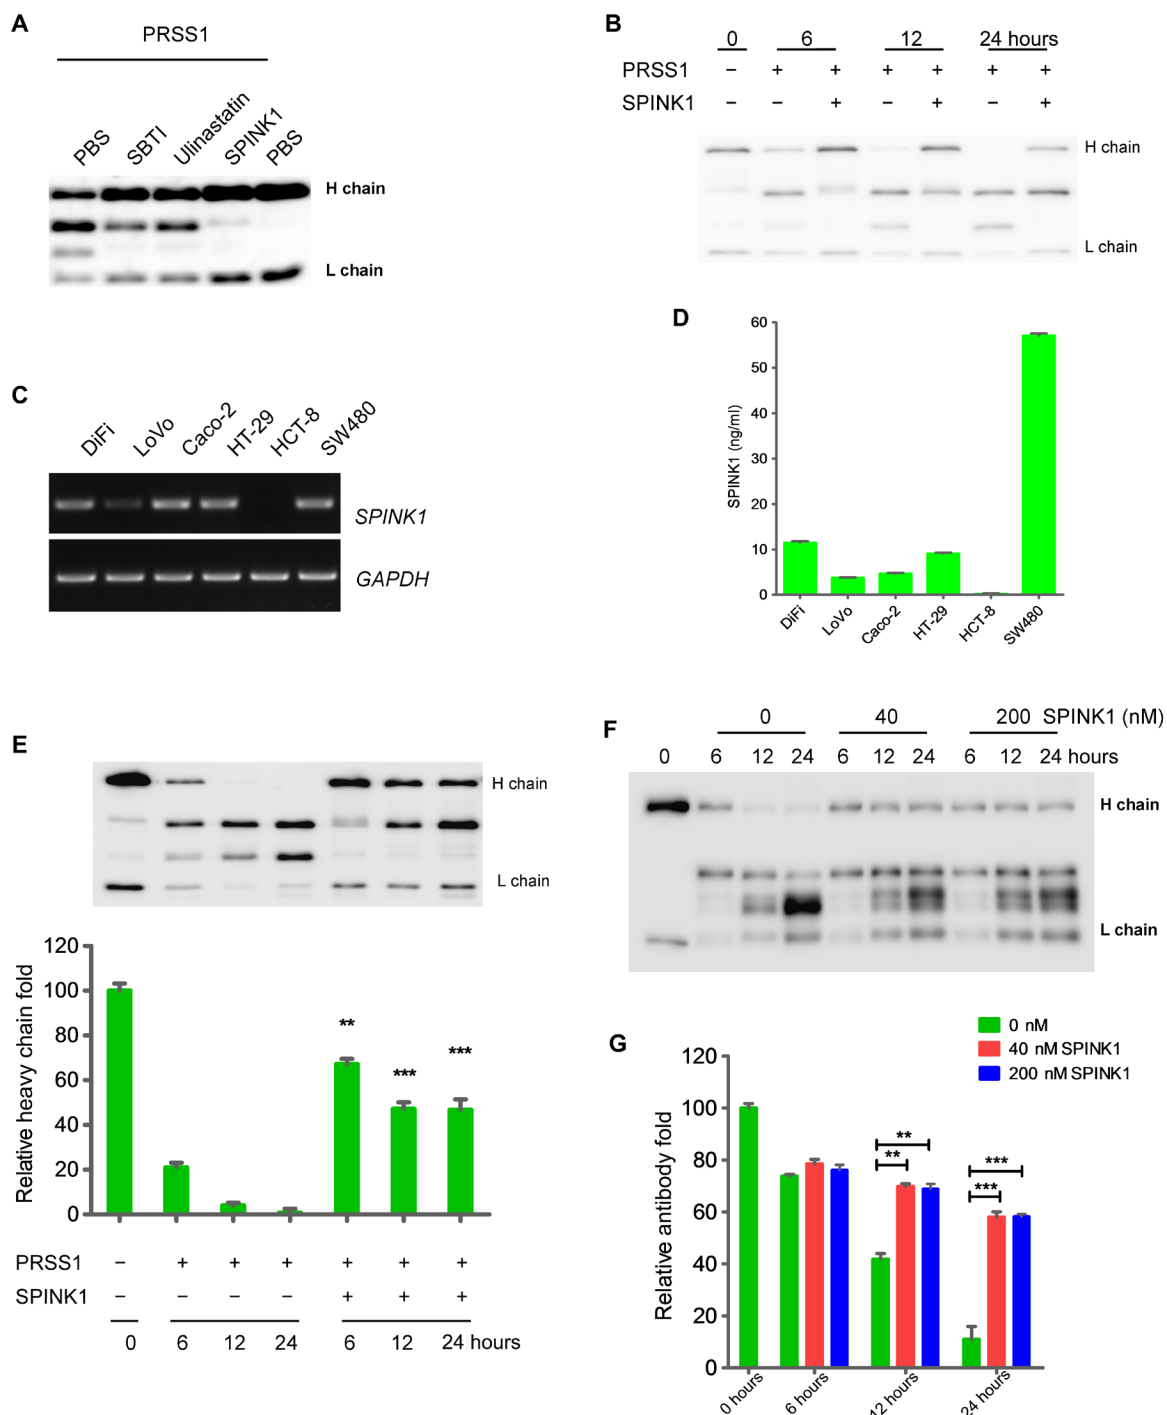 A
PRSS1
PBS
SBTI
Ulinastatin
SPINK1
PBS
H chain
L chain
B
0 6 12 24 hours
PRSS1 – + + + + + +
SPINK1 – – + – + – +
H chain
L chain
C
DiFi
LoVo
Caco-2
HT-29
HCT-8
SW480
SPINK1
GAPDH
D
SPINK1 (ng/ml)
60
50
40
30
20
10
0
DiFi
LoVo
Caco-2
HT-29
HCT-8
SW480
E
H chain
L chain
Relative heavy chain fold
120
100
80
60
40
20
0
** *** ***
PRSS1 – + + + + + +
SPINK1 – – – – + + +
0 6 12 24 6 12 24 hours
F
0 40 200 SPINK1 (nM)
0 6 12 24 6 12 24 6 12 24 hours
H chain
L chain
G
0 nM
40 nM SPINK1
200 nM SPINK1
Relative antibody fold
120
100
80
60
40
20
0
**
**
***
***
0 hours
6 hours
12 hours
24 hours